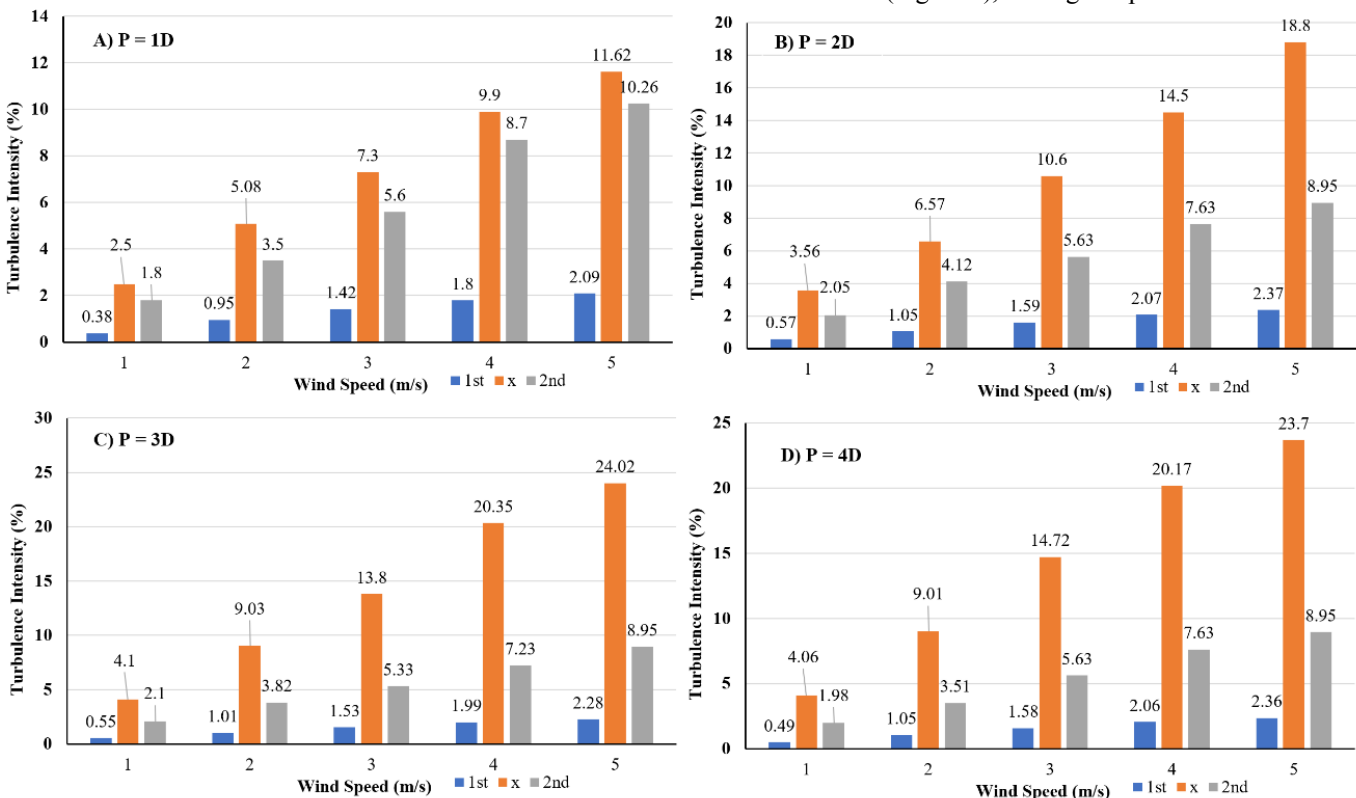 A) P = 1D
Turbulence Intensity (%)
14
12
10
8
6
4
2
0
0.38 2.5 1.8
0.95 5.08 3.5
1.42 7.3 5.6
1.8 9.9 8.7
2.09 11.62 10.26
1 2 3 4 5
Wind Speed (m/s) 1st x 2nd
B) P = 2D
Turbulence Intensity (%)
20
18
16
14
12
10
8
6
4
2
0
0.57 3.56 2.05
1.05 6.57 4.12
1.59 10.6 5.63
2.07 14.5 7.63
2.37 18.8 8.95
1 2 3 4 5
Wind Speed (m/s) 1st x 2nd
C) P = 3D
Turbulence Intensity (%)
30
25
20
15
10
5
0
0.55 4.1 2.1
1.01 9.03 3.82
1.53 13.8 5.33
1.99 20.35 7.23
2.28 24.02 8.95
1 2 3 4 5
Wind Speed (m/s) 1st x 2nd
D) P = 4D
Turbulence Intensity (%)
25
20
15
10
5
0
0.49 4.06 1.98
1.05 9.01 3.51
1.58 14.72 5.63
2.06 20.17 7.63
2.36 23.7 8.95
1 2 3 4 5
Wind Speed (m/s) 1st x 2nd